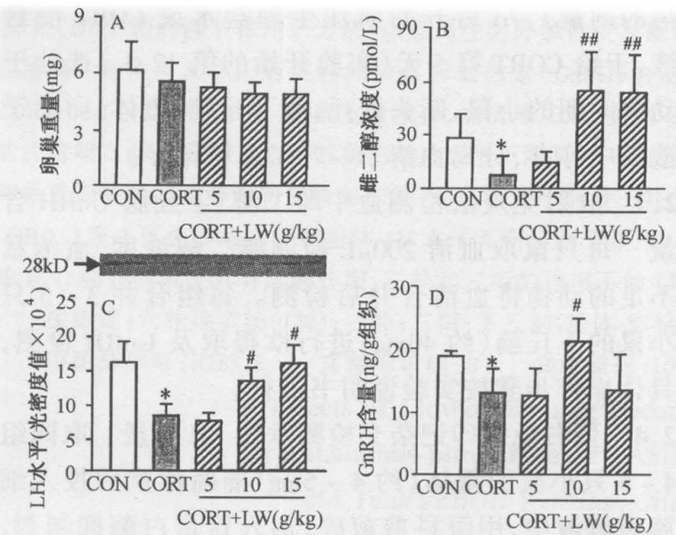 A
卵巢重量(mg)
9
6
3
0
CON CORT 5 10 15
CORT+LW(g/kg)
B
雌二醇浓度(pmol/L)
90
60
30
0
*
##
##
CON CORT 5 10 15
CORT+LW(g/kg)
28kD
C
LH水平(光密度值×10)
25
20
15
10
5
0
*
#
#
CON CORT 5 10 15
CORT+LW(g/kg)
D
GnRH含量(ng/g组织)
30
20
10
0
*
#
CON CORT 5 10 15
CORT+LW(g/kg)